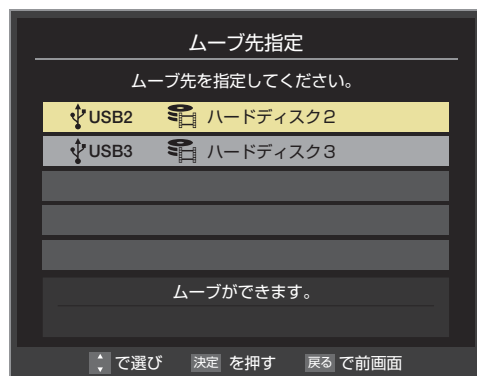 ムーブ先指定
ムーブ先を指定してください。
USB2 ハードディスク2
USB3 ハードディスク3
ムーブができます。
で選び 決定 を押す 戻る で前画面